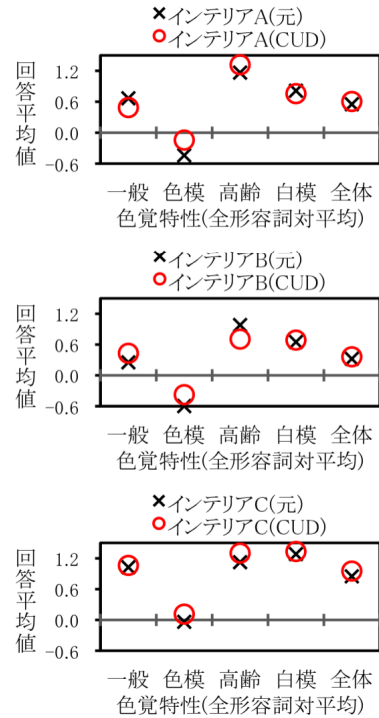 ×インテリアA(元)
○インテリアA(CUD)
回答平均値
1.2
0.6
0.0
−0.6
一般 色模 高齢 白模 全体
色覚特性(全形容詞対平均)
×インテリアB(元)
○インテリアB(CUD)
回答平均値
1.2
0.6
0.0
−0.6
一般 色模 高齢 白模 全体
色覚特性(全形容詞対平均)
×インテリアC(元)
○インテリアC(CUD)
回答平均値
1.2
0.6
0.0
−0.6
一般 色模 高齢 白模 全体
色覚特性(全形容詞対平均)